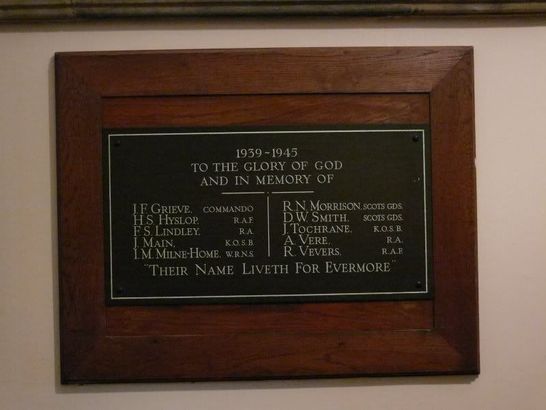 1939~1945
TO THE GLORY OF GOD
AND IN MEMORY OF
J.F. GRIEVE. COMMANDO
H.S. HYSLOP. R.A.F.
F.S. LINDLEY. R.A.
J. MAIN. K.O.S.B.
I.M. MILNE-HOME. W.R.N.S.
R.N. MORRISON. SCOTS GDS.
D.W. SMITH. SCOTS GDS.
J. TOCHRANE. K.O.S.B.
A. VERE. R.A.
R. VEVERS. R.A.F.
"THEIR NAME LIVETH FOR EVERMORE"